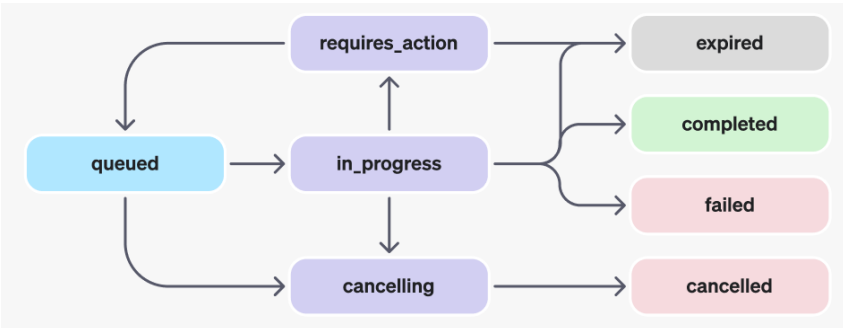 requires_action
expired
completed
queued
in_progress
failed
cancelling
cancelled